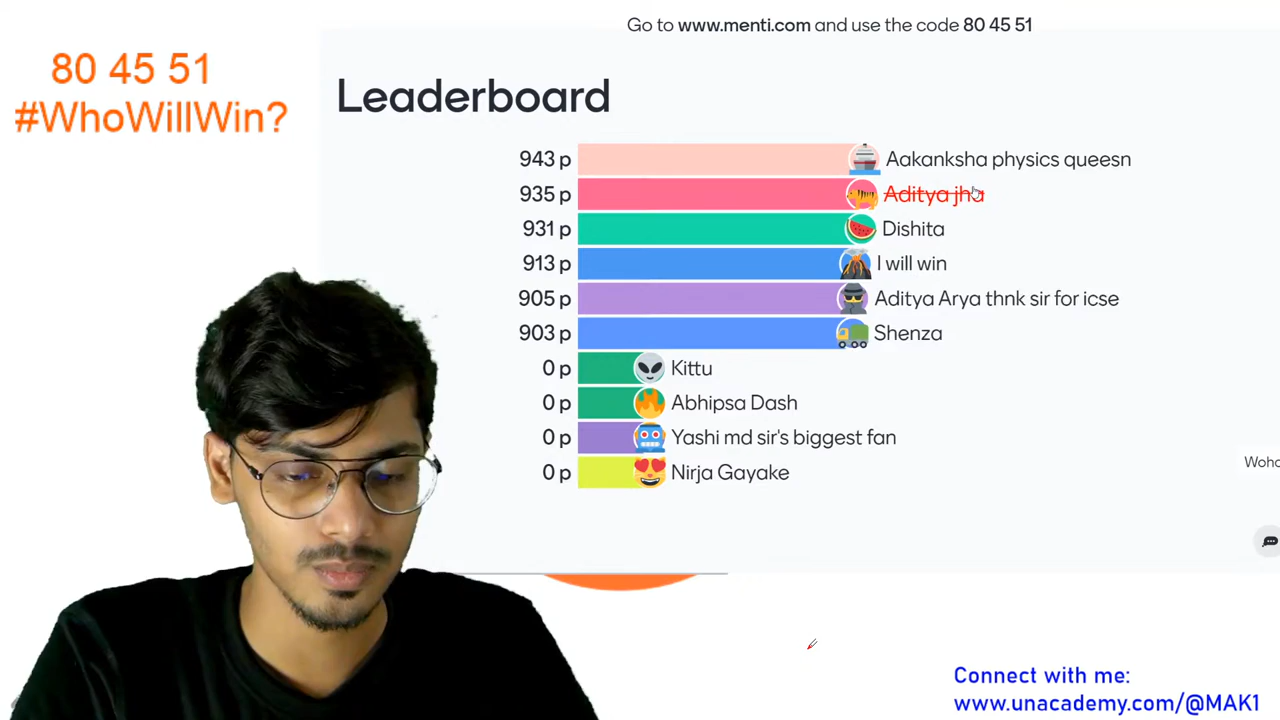 Go to www.menti.com and use the code 80 45 51
80 45 51
#WhoWillWin?
Leaderboard
943 p Aakanksha physics queesn
935 p Aditya jha
931 p Dishita
913 p I will win
905 p Aditya Arya thnk sir for icse
903 p Shenza
0 p Kittu
0 p Abhipsa Dash
0 p Yashi md sir's biggest fan
0 p Nirja Gayake
Connect with me:
www.unacademy.com/@MAK1